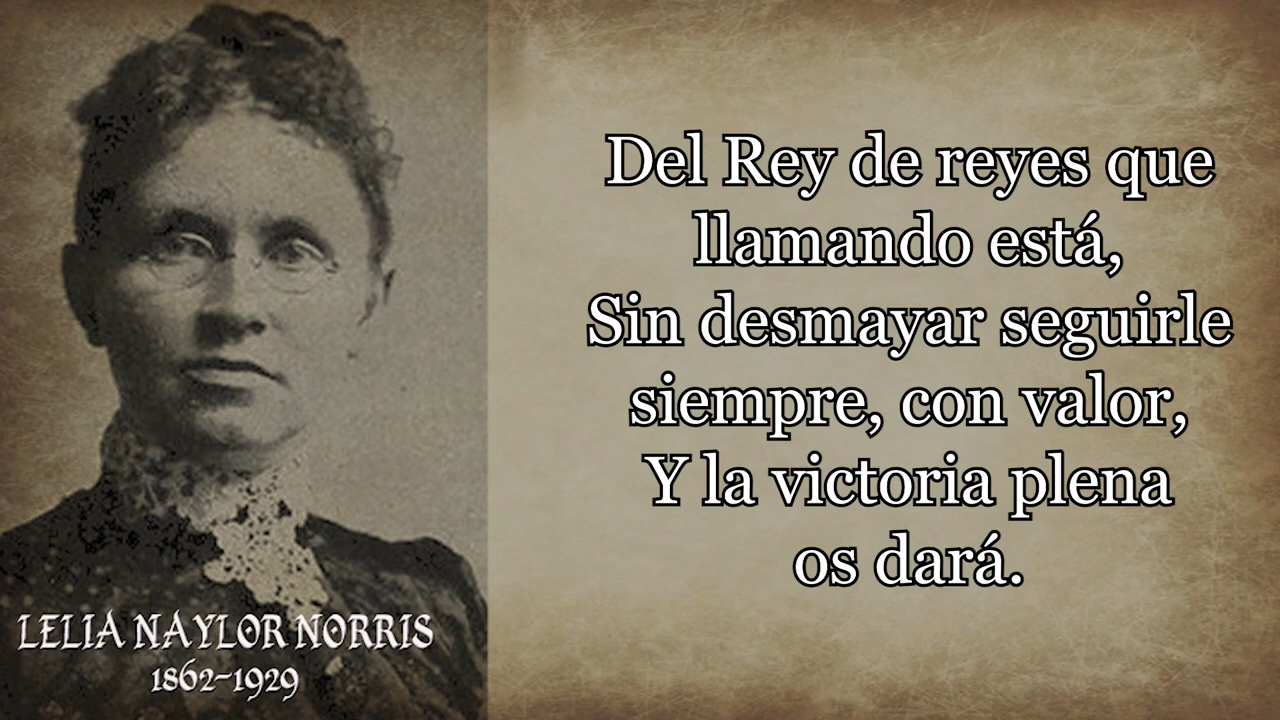 Del Rey de reyes que
llamando está,
Sin desmayar seguirle
siempre, con valor,
Y la victoria plena
os dará.
LELIA NAYLOR NORRIS
1862-1929